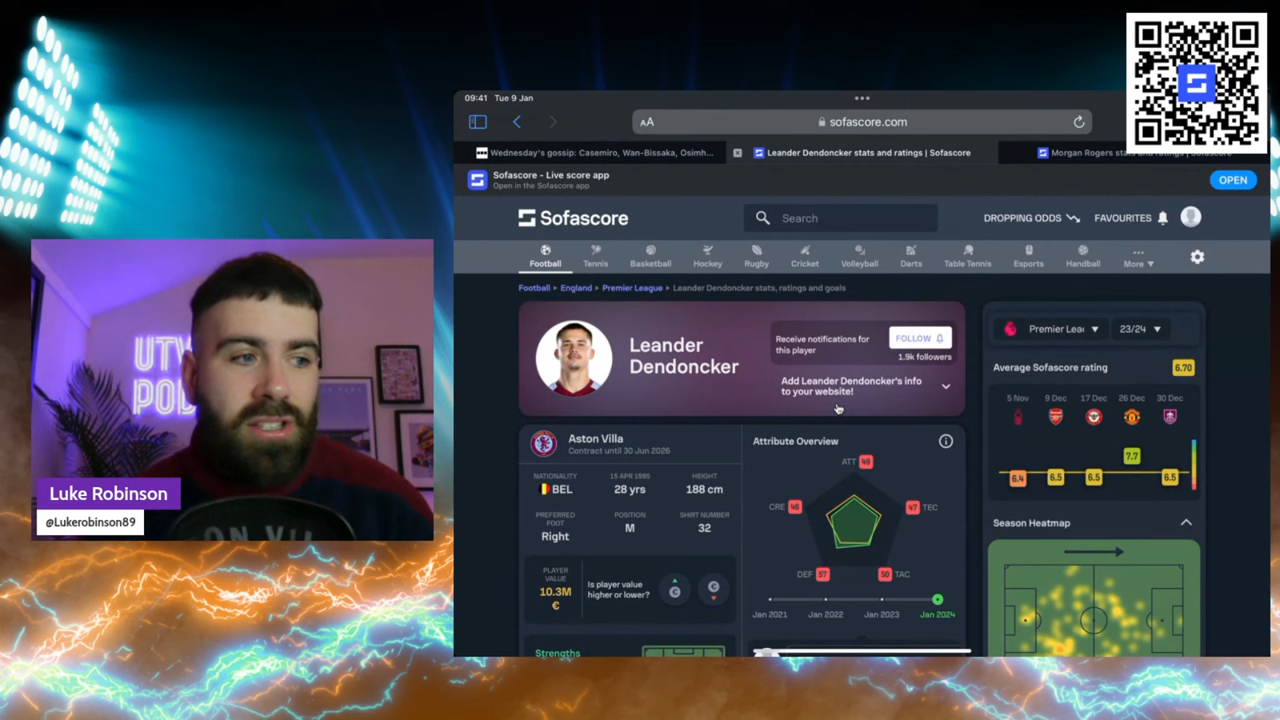 09:41 Tue 9 Jan
AA
sofascore.com
Wednesday's gossip: Casemiro, Wan-Bissaka, Osimh...
Leander Dendoncker stats and ratings | Sofascore
Morgan Rogers stats and ratings | Sofascore
Sofascore - Live score app
Open in the Sofascore app
OPEN
Sofascore
Search
DROPPING ODDS
FAVOURITES
Football
Tennis
Basketball
Hockey
Rugby
Cricket
Volleyball
Darts
Table Tennis
Esports
Handball
More
Football
England
Premier League
Leander Dendoncker stats, ratings and goals
Leander
Dendoncker
Receive notifications for
this player
FOLLOW
1.9k followers
Add Leander Dendoncker's info
to your website!
Aston Villa
Contract until 30 Jun 2026
NATIONALITY
BEL
15 APR 1995
28 yrs
HEIGHT
188 cm
PREFERRED
FOOT
Right
POSITION
M
SHIRT NUMBER
32
PLAYER
VALUE
10.3M
€
Is player value
higher or lower?
Strengths
Attribute Overview
ATT 48
CRE 46
47 TEC
DEF 57
50 TAC
Jan 2021
Jan 2022
Jan 2023
Jan 2024
Premier Lea
23/24
Average Sofascore rating
6.70
5 Nov
9 Dec
17 Dec
26 Dec
30 Dec
6.4
6.5
6.5
7.7
6.5
Season Heatmap
UTV
POD
Luke Robinson
@Lukerobinson89